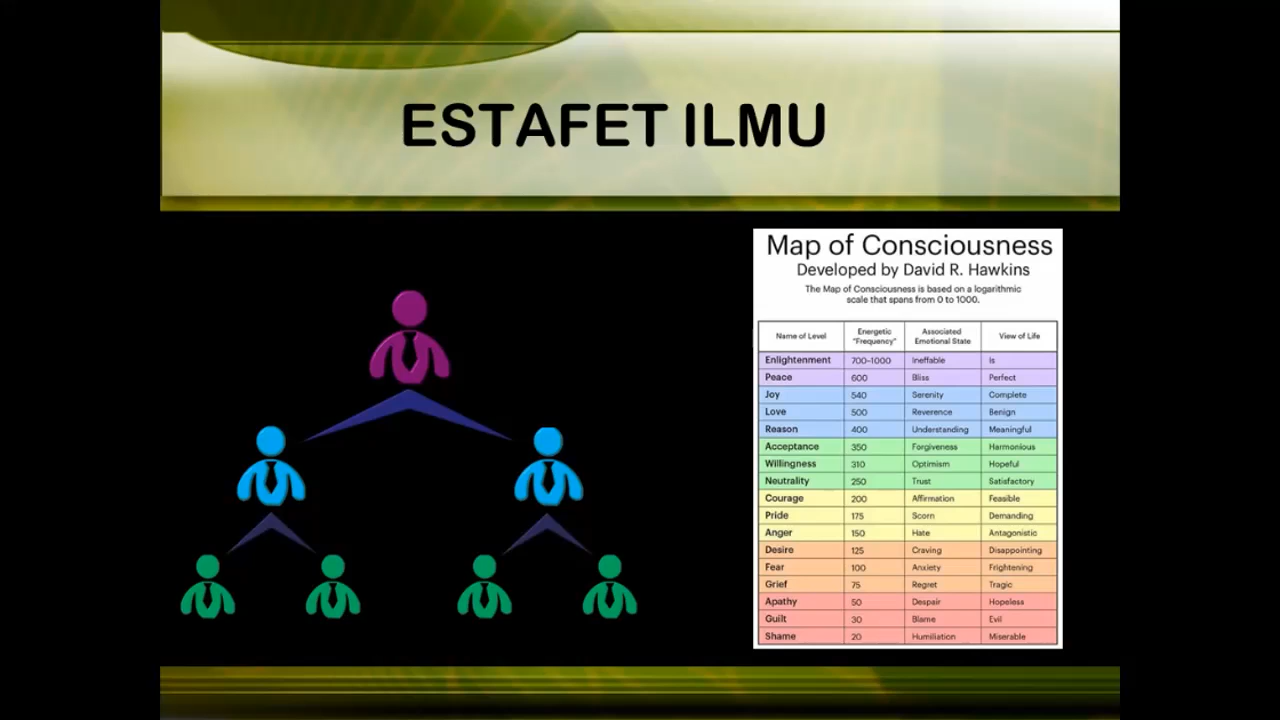 ESTAFET ILMU
Map of Consciousness
Developed by David R. Hawkins
The Map of Consciousness is based on a logarithmic
scale that spans from 0 to 1000.
Name of Level Energetic "Frequency" Associated Emotional State View of Life
Enlightenment 700-1000 Ineffable Is
Peace 600 Bliss Perfect
Joy 540 Serenity Complete
Love 500 Reverence Benign
Reason 400 Understanding Meaningful
Acceptance 350 Forgiveness Harmonious
Willingness 310 Optimism Hopeful
Neutrality 250 Trust Satisfactory
Courage 200 Affirmation Feasible
Pride 175 Scorn Demanding
Anger 150 Hate Antagonistic
Desire 125 Craving Disappointing
Fear 100 Anxiety Frightening
Grief 75 Regret Tragic
Apathy 50 Despair Hopeless
Guilt 30 Blame Evil
Shame 20 Humiliation Miserable